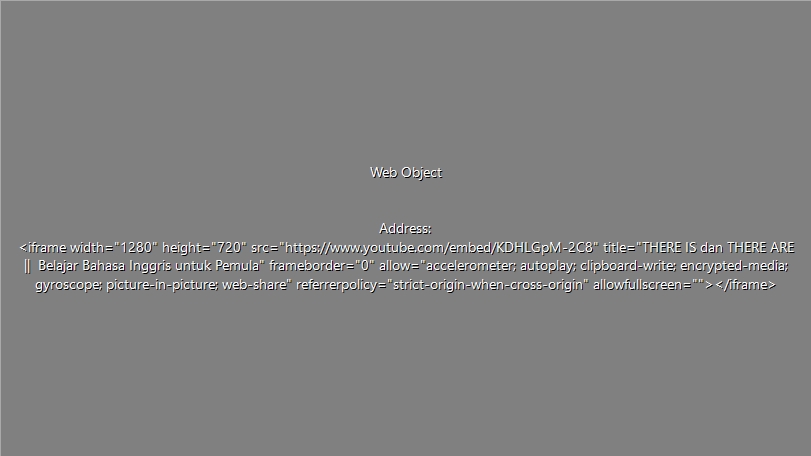 Web Object
Address:
<iframe width="1280" height="720" src="https://www.youtube.com/embed/KDHLGpM-2C8" title="THERE IS dan THERE ARE
||  Belajar Bahasa Inggris untuk Pemula" frameborder="0" allow="accelerometer; autoplay; clipboard-write; encrypted-media;
gyroscope; picture-in-picture; web-share" referrerpolicy="strict-origin-when-cross-origin" allowfullscreen=""></iframe>